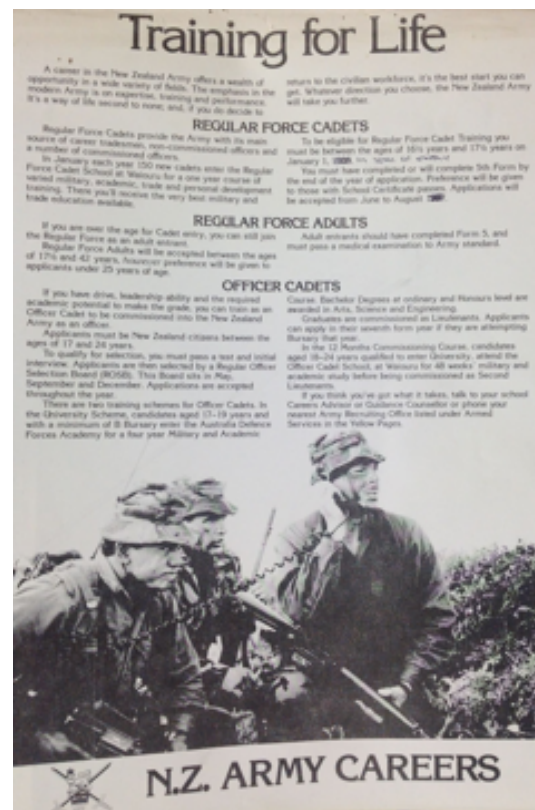 Training for Life
A career in the New Zealand Army offers a wealth of
opportunity in a wide variety of fields. The emphasis in the
modern Army is on expertise, training and performance.
It's a way of life second to none; and, if you do decide to
return to the civilian workforce, it's the best start you can
get. Whatever direction you choose, the New Zealand Army
will take you further.
REGULAR FORCE CADETS
Regular Force Cadets provide the Army with its main
source of career tradesmen, non-commissioned officers and
a number of commissioned officers.
In January each year 150 new cadets enter the Regular
Force Cadet School at Waiouru for a one year course of
varied military, academic, trade and personal development
training. There you'll receive the very best military and
trade education available.
To be eligible for Regular Force Cadet Training you
must be between the ages of 16½ years and 17½ years on
January 1,
You must have completed or will complete 5th Form by
the end of the year of application. Preference will be given
to those with School Certificate passes. Applications will
be accepted from June to August
REGULAR FORCE ADULTS
If you are over the age for Cadet entry, you can still join
the Regular Force as an adult entrant.
Regular Adults will be accepted between the ages
of 17½ and 42 years, however preference will be given to
applicants under 25 years of age.
Adult entrants should have completed Form 5, and
must pass a medical examination to Army standard.
OFFICER CADETS
If you have drive, leadership ability and the required
academic potential to make the grade, you can train as an
Officer Cadet to be commissioned into the New Zealand
Army as an officer.
Applicants must be New Zealand citizens between the
ages of 17 and 24 years.
To qualify for selection, you must pass a test and initial
interview. Applicants are then selected by a Regular Officer
Selection Board (ROSB). This Board sits in May,
September and December. Applications are accepted
throughout the year.
There are two training schemes for Officer Cadets. In
the University Scheme, candidates aged 17-19 years and
with a minimum of B Bursary enter the Australia Defence
Forces Academy for a four year Military and Academic
Course. Bachelor Degrees at ordinary and Honours level are
awarded in Arts, Science and Engineering.
Graduates are commissioned as Lieutenants. Applicants
can apply in their seventh form year if they are attempting
Bursary that year.
In the 12 Months Commissioning Course, candidates
aged 18-24 years qualified to enter University, attend the
Officer Cadet School, at Waiouru for 48 weeks' military and
academic study before being commissioned as Second
Lieutenants.
If you think you've got what it takes, talk to your school
Careers Advisor or Guidance Counsellor or phone your
nearest Army Recruiting Office listed under Armed
Services in the Yellow Pages.
N.Z. ARMY CAREERS